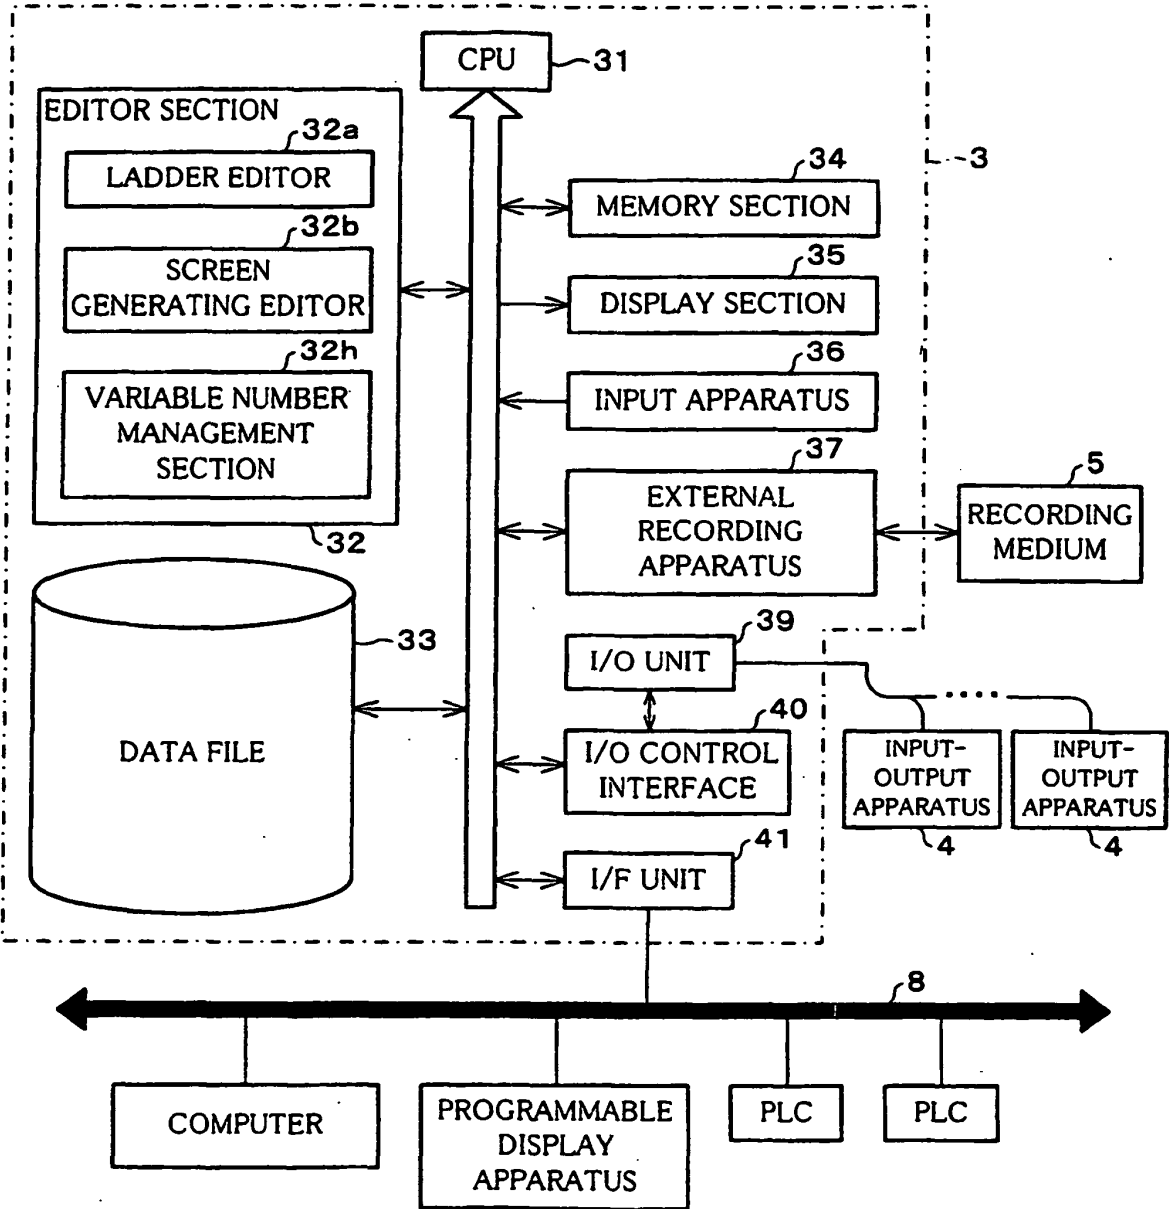 CPU
31
EDITOR SECTION
32a
LADDER EDITOR
32b
SCREEN
GENERATING EDITOR
32h
VARIABLE NUMBER
MANAGEMENT
SECTION
32
33
DATA FILE
3
34
MEMORY SECTION
35
DISPLAY SECTION
36
INPUT APPARATUS
37
EXTERNAL
RECORDING
APPARATUS
5
RECORDING
MEDIUM
39
I/O UNIT
40
I/O CONTROL
INTERFACE
INPUT-
OUTPUT
APPARATUS
4
INPUT-
OUTPUT
APPARATUS
4
41
I/F UNIT
8
COMPUTER
PROGRAMMABLE
DISPLAY
APPARATUS
PLC
PLC